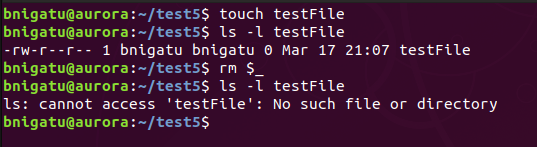 bnigatu@aurora:~/test5$ touch testFile
bnigatu@aurora:~/test5$ ls -l testFile
-rw-r--r-- 1 bnigatu bnigatu 0 Mar 17 21:07 testFile
bnigatu@aurora:~/test5$ rm $_
bnigatu@aurora:~/test5$ ls -l testFile
ls: cannot access 'testFile': No such file or directory
bnigatu@aurora:~/test5$